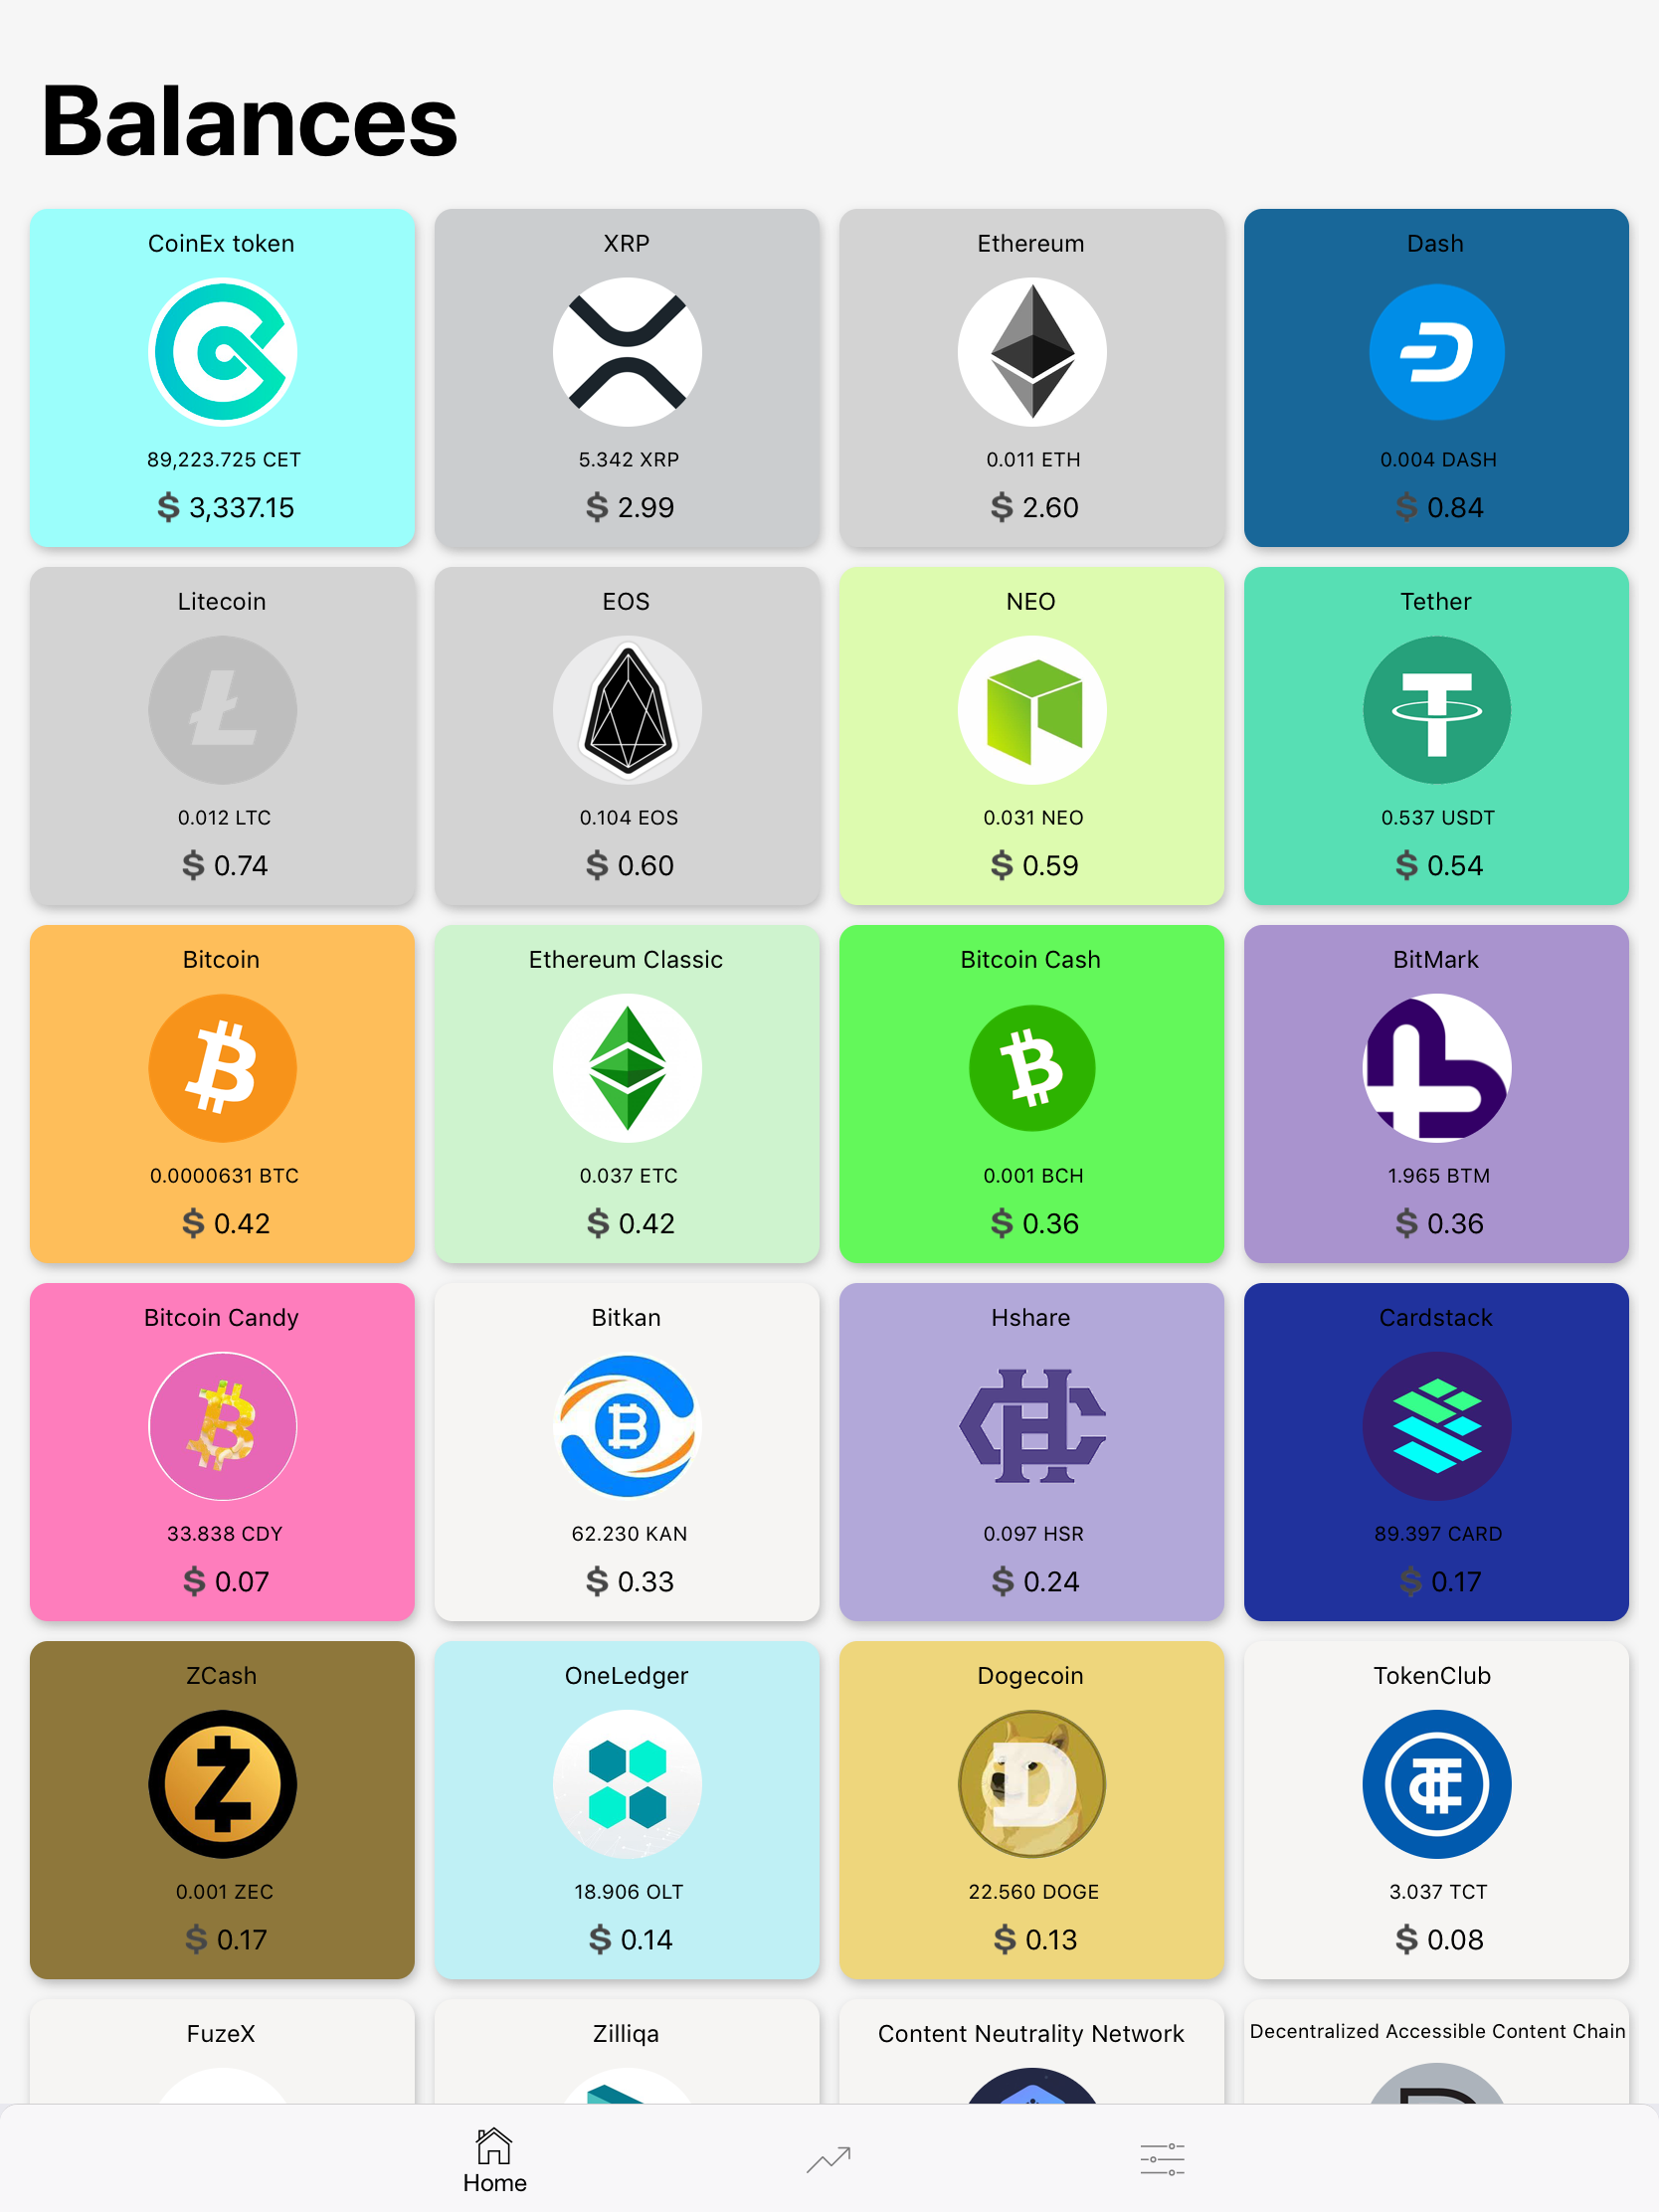 Balances
CoinEx token
89,223.725 CET
$ 3,337.15
XRP
5.342 XRP
$ 2.99
Ethereum
0.011 ETH
$ 2.60
Dash
0.004 DASH
$ 0.84
Litecoin
0.012 LTC
$ 0.74
EOS
0.104 EOS
$ 0.60
NEO
0.031 NEO
$ 0.59
Tether
0.537 USDT
$ 0.54
Bitcoin
0.0000631 BTC
$ 0.42
Ethereum Classic
0.037 ETC
$ 0.42
Bitcoin Cash
0.001 BCH
$ 0.36
BitMark
1.965 BTM
$ 0.36
Bitcoin Candy
33.838 CDY
$ 0.07
Bitkan
62.230 KAN
$ 0.33
Hshare
0.097 HSR
$ 0.24
Cardstack
89.397 CARD
$ 0.17
ZCash
0.001 ZEC
$ 0.17
OneLedger
18.906 OLT
$ 0.14
Dogecoin
22.560 DOGE
$ 0.13
TokenClub
3.037 TCT
$ 0.08
FuzeX
Zilliqa
Content Neutrality Network
Decentralized Accessible Content Chain
Home